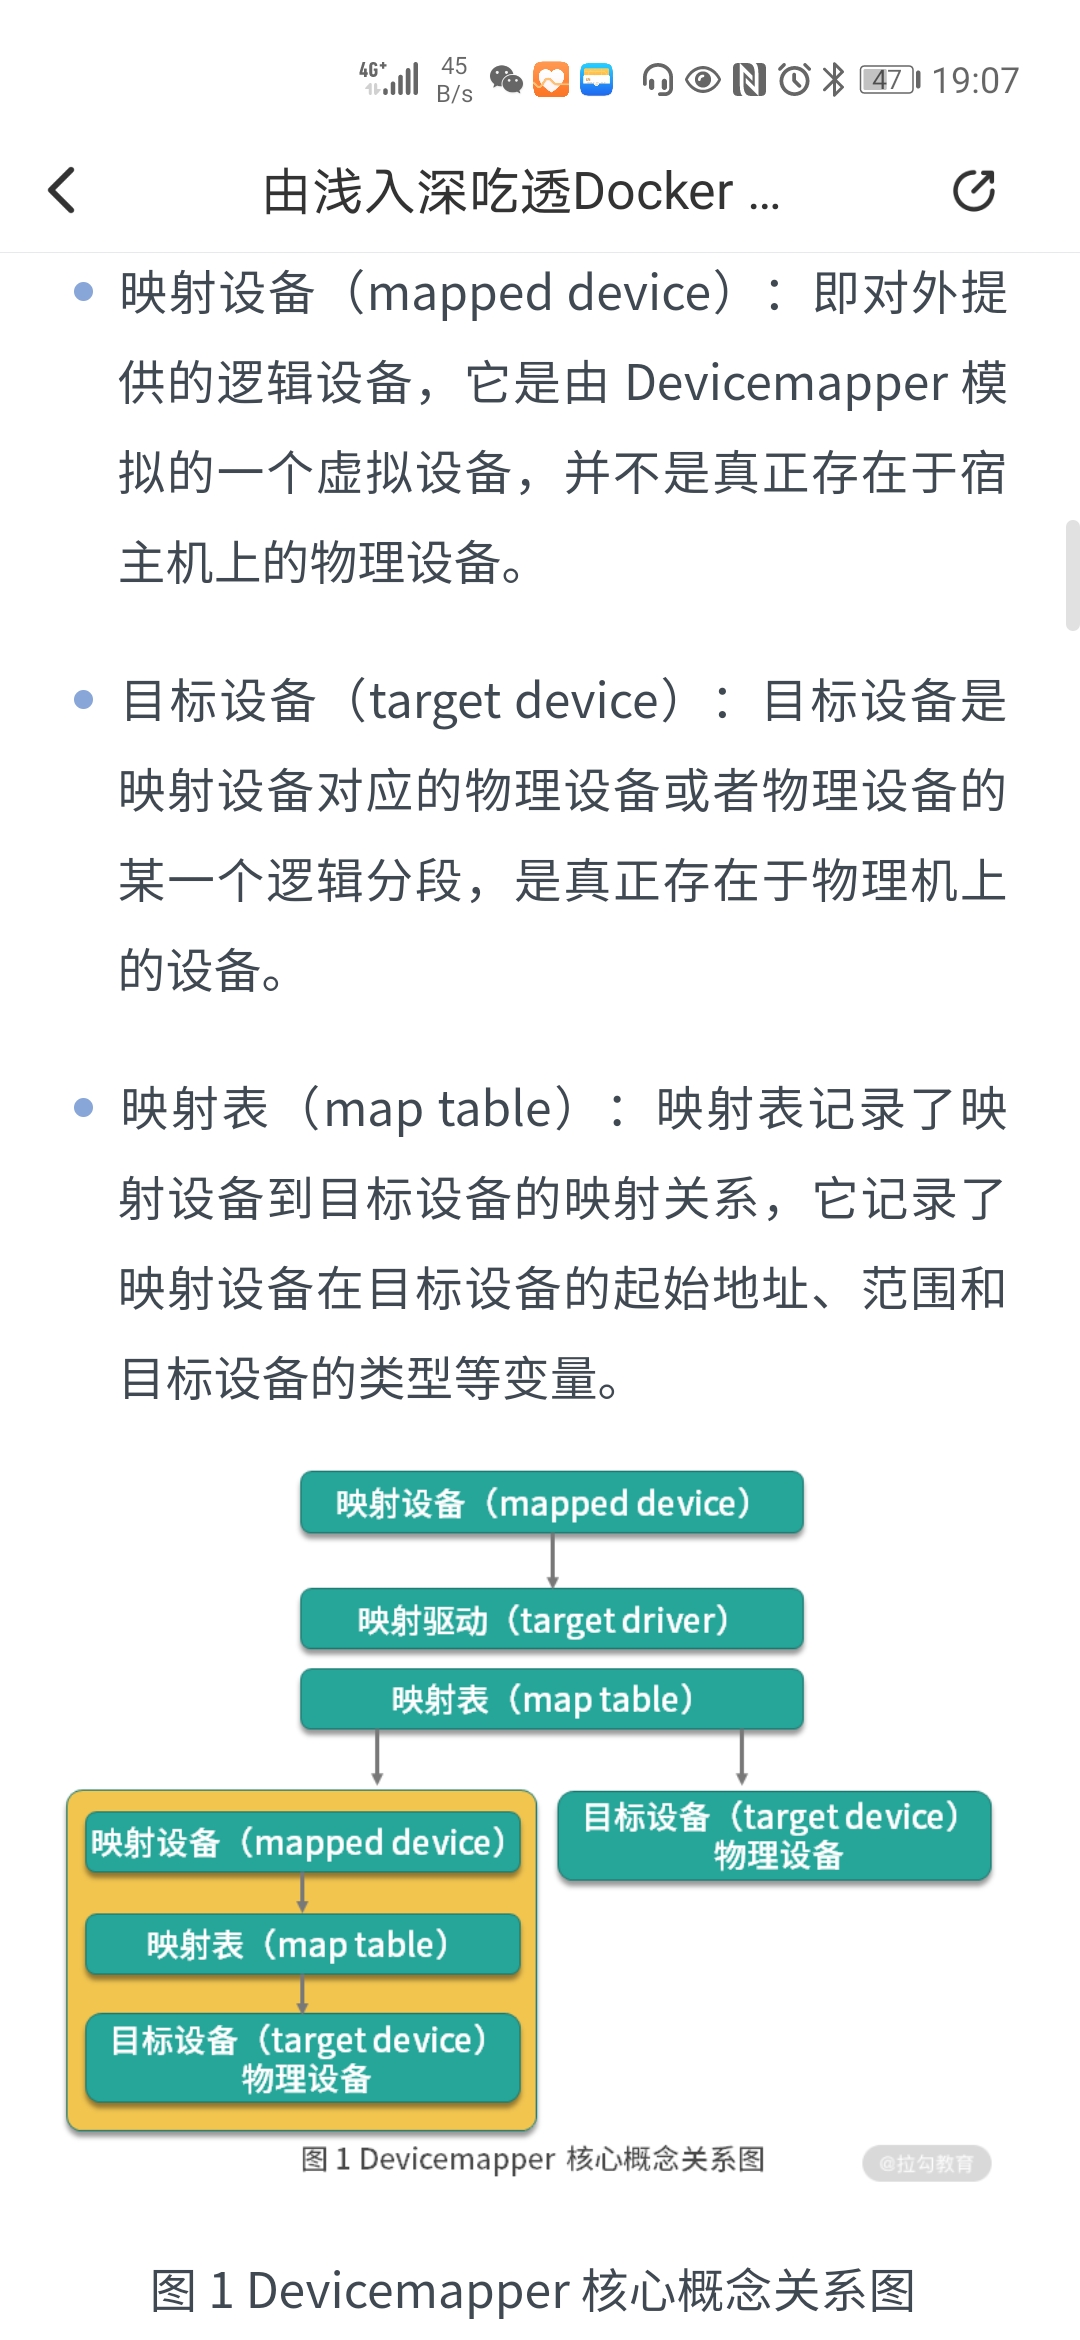 4G+ 45 B/s 47 19:07
由浅入深吃透Docker ...
映射设备（mapped device）：即对外提
供的逻辑设备，它是由 Devicemapper 模
拟的一个虚拟设备，并不是真正存在于宿
主机上的物理设备。
目标设备（target device）：目标设备是
映射设备对应的物理设备或者物理设备的
某一个逻辑分段，是真正存在于物理机上
的设备。
映射表（map table）：映射表记录了映
射设备到目标设备的映射关系，它记录了
映射设备在目标设备的起始地址、范围和
目标设备的类型等变量。
映射设备（mapped device）
映射驱动（target driver）
映射表（map table）
映射设备（mapped device）
映射表（map table）
目标设备（target device）
物理设备
目标设备（target device）
物理设备
图 1 Devicemapper 核心概念关系图
@拉勾教育
图 1 Devicemapper 核心概念关系图